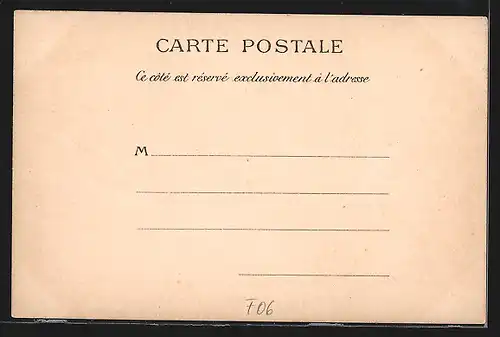 CARTE POSTALE
Ce côté est réservé exclusivement à l'adresse
M
F06